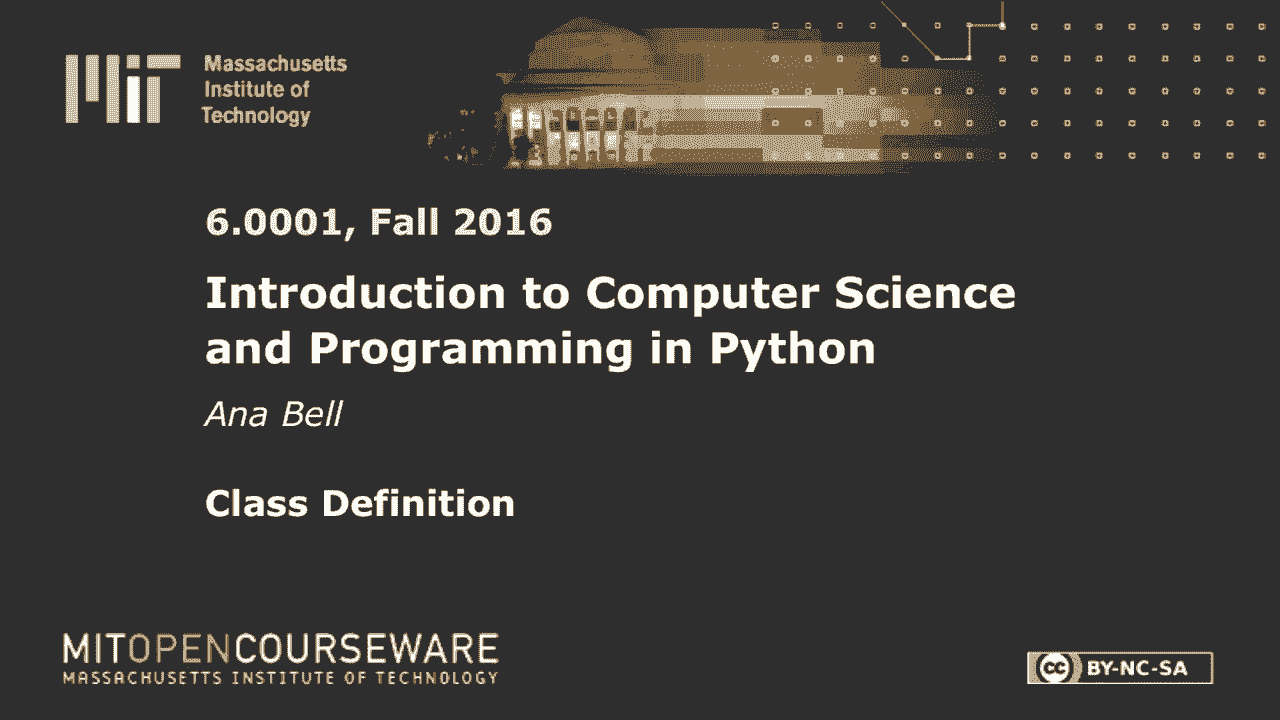 MIT
Massachusetts
Institute of
Technology
6.0001, Fall 2016
Introduction to Computer Science
and Programming in Python
Ana Bell
Class Definition
MITOPENCOURSEWARE
MASSACHUSETTS INSTITUTE OF TECHNOLOGY
cc BY-NC-SA